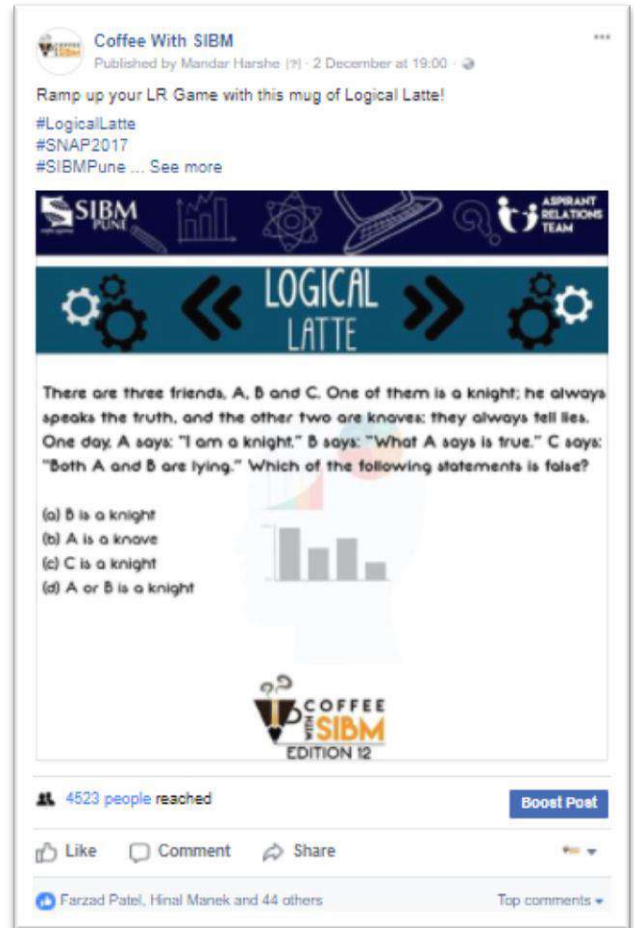 Coffee With SIBM
Published by Mandar Harshe [?] · 2 December at 19:00 ·
Ramp up your LR Game with this mug of Logical Latte!
#LogicalLatte
#SNAP2017
#SIBMPune ... See more
SIBM
PUNE
ASPIRANT
RELATIONS
TEAM
LOGICAL
LATTE
There are three friends, A, B and C. One of them is a knight; he always
speaks the truth, and the other two are knaves; they always tell lies.
One day, A says: "I am a knight." B says: "What A says is true." C says:
"Both A and B are lying." Which of the following statements is false?
(a) B is a knight
(b) A is a knave
(c) C is a knight
(d) A or B is a knight
COFFEE
WITH SIBM
EDITION 12
4523 people reached
Boost Post
Like Comment Share
Farzad Patel, Hinal Manek and 44 others
Top comments